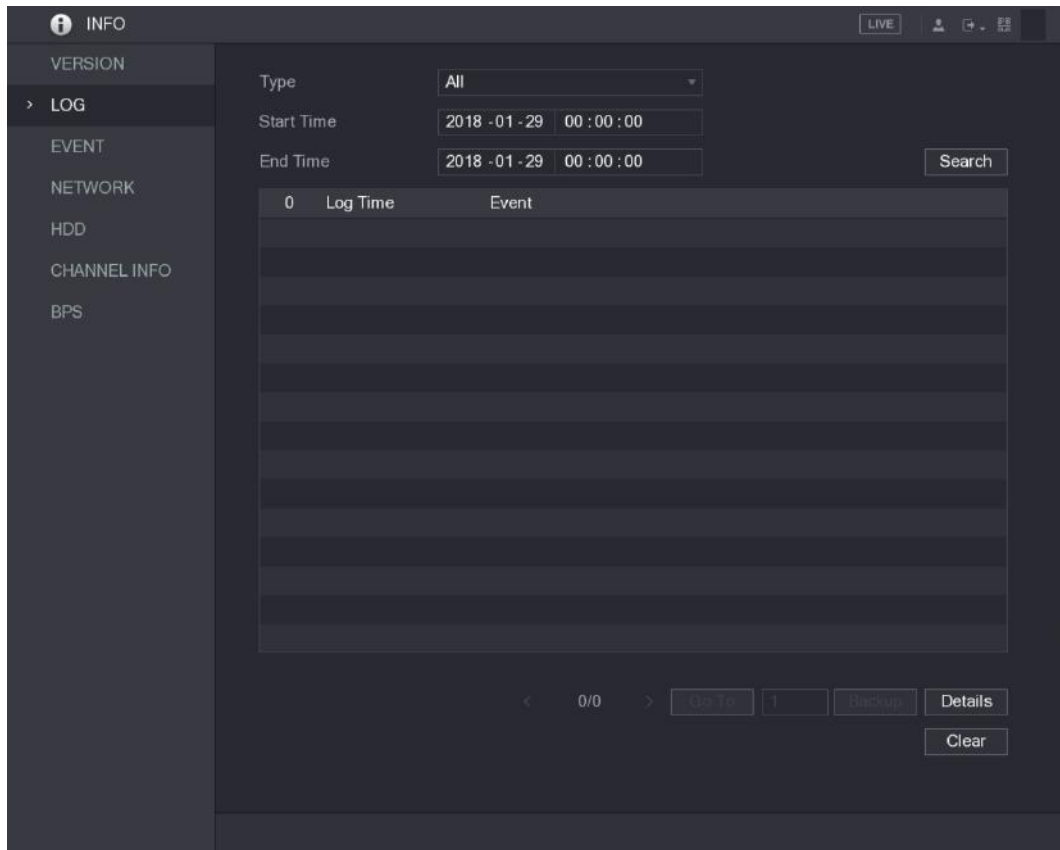 INFO LIVE
VERSION
LOG
EVENT
NETWORK
HDD
CHANNEL INFO
BPS
Type All
Start Time 2018 -01 -29 00 : 00 : 00
End Time 2018 -01 -29 00 : 00 : 00 Search
0 Log Time Event
< 0/0 > Go To 1 Backup Details
Clear